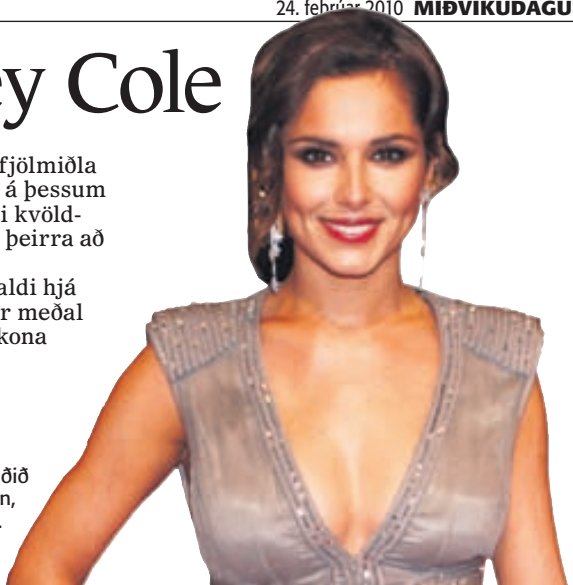 24. febrúar 2010 MIÐVIKUDAGU
ey Cole
fjölmiðla
á þessum
i kvöld-
þeirra að
aldi hjá
r meðal
kona
ðið
n,
.